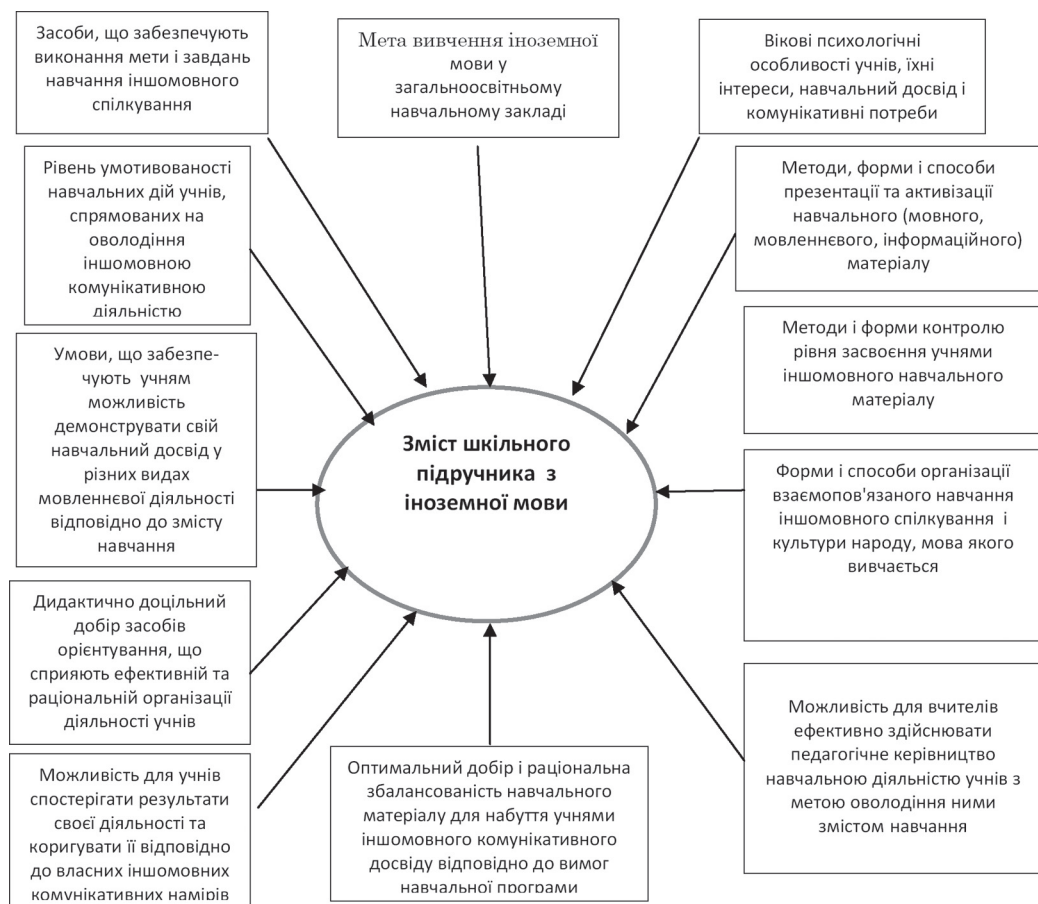 Засоби, що забезпечують
виконання мети і завдань
навчання іншомовного
спілкування
Мета вивчення іноземної
мови у
загальноосвітньому
навчальному закладі
Вікові психологічні
особливості учнів, їхні
інтереси, навчальний досвід і
комунікативні потреби
Рівень умотивованості
навчальних дій учнів,
спрямованих на
оволодіння
іншомовною
комунікативною
діяльністю
Методи, форми і способи
презентації та активізації
навчального (мовного,
мовленнєвого, інформаційного)
матеріалу
Умови, що забезпе-
чують учням
можливість
демонструвати свій
навчальний досвід у
різних видах
мовленнєвої діяльності
відповідно до змісту
навчання
Методи і форми контролю
рівня засвоєння учнями
іншомовного навчального
матеріалу
Зміст шкільного
підручника з
іноземної мови
Форми і способи організації
взаємопов'язаного навчання
іншомовного спілкування і
культури народу, мова якого
вивчається
Дидактично доцільний
добір засобів
орієнтування, що
сприяють ефективній та
раціональній організації
діяльності учнів
Можливість для вчителів
ефективно здійснювати
педагогічне керівництво
навчальною діяльністю учнів з
метою оволодіння ними
змістом навчання
Можливість для учнів
спостерігати результати
своєї діяльності та
коригувати її відповідно
до власних іншомовних
комунікативних намірів
Оптимальний добір і раціональна
збалансованість навчального
матеріалу для набуття учнями
іншомовного комунікативного
досвіду відповідно до вимог
навчальної програми